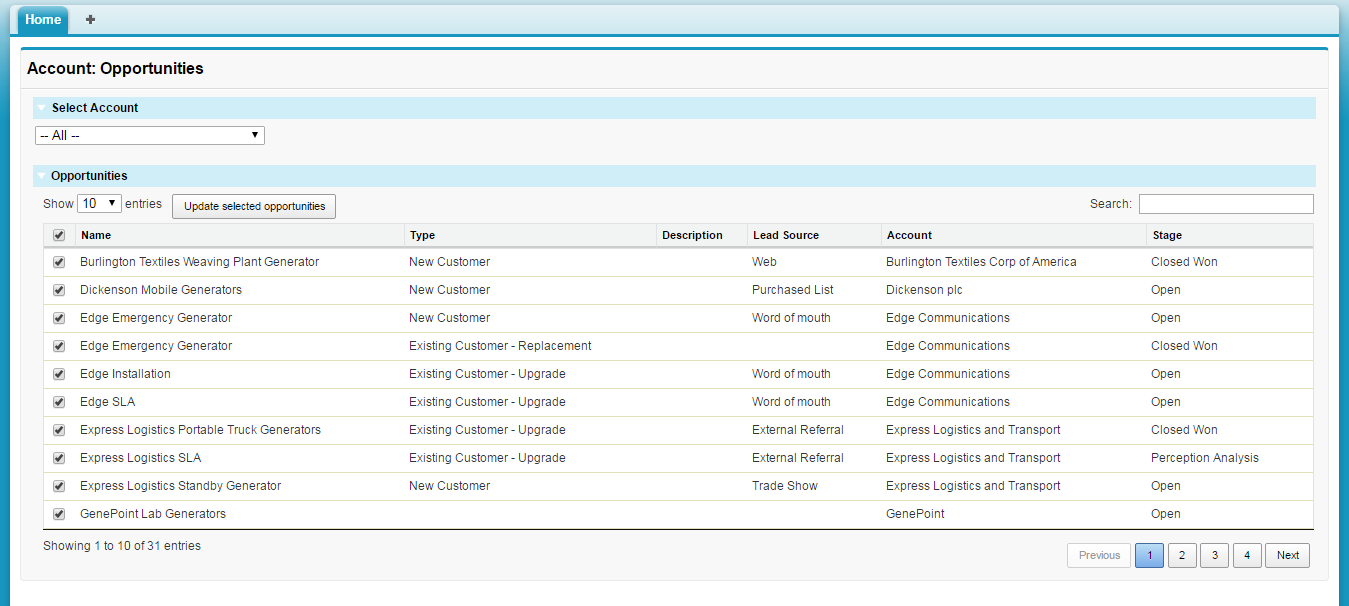 Home +
Account: Opportunities
Select Account
-- All --
Opportunities
Show 10 entries Update selected opportunities Search:
Name Type Description Lead Source Account Stage
Burlington Textiles Weaving Plant Generator New Customer Web Burlington Textiles Corp of America Closed Won
Dickenson Mobile Generators New Customer Purchased List Dickenson plc Open
Edge Emergency Generator New Customer Word of mouth Edge Communications Open
Edge Emergency Generator Existing Customer - Replacement Edge Communications Closed Won
Edge Installation Existing Customer - Upgrade Word of mouth Edge Communications Open
Edge SLA Existing Customer - Upgrade Word of mouth Edge Communications Open
Express Logistics Portable Truck Generators Existing Customer - Upgrade External Referral Express Logistics and Transport Closed Won
Express Logistics SLA Existing Customer - Upgrade External Referral Express Logistics and Transport Perception Analysis
Express Logistics Standby Generator New Customer Trade Show Express Logistics and Transport Open
GenePoint Lab Generators GenePoint Open
Showing 1 to 10 of 31 entries Previous 1 2 3 4 Next